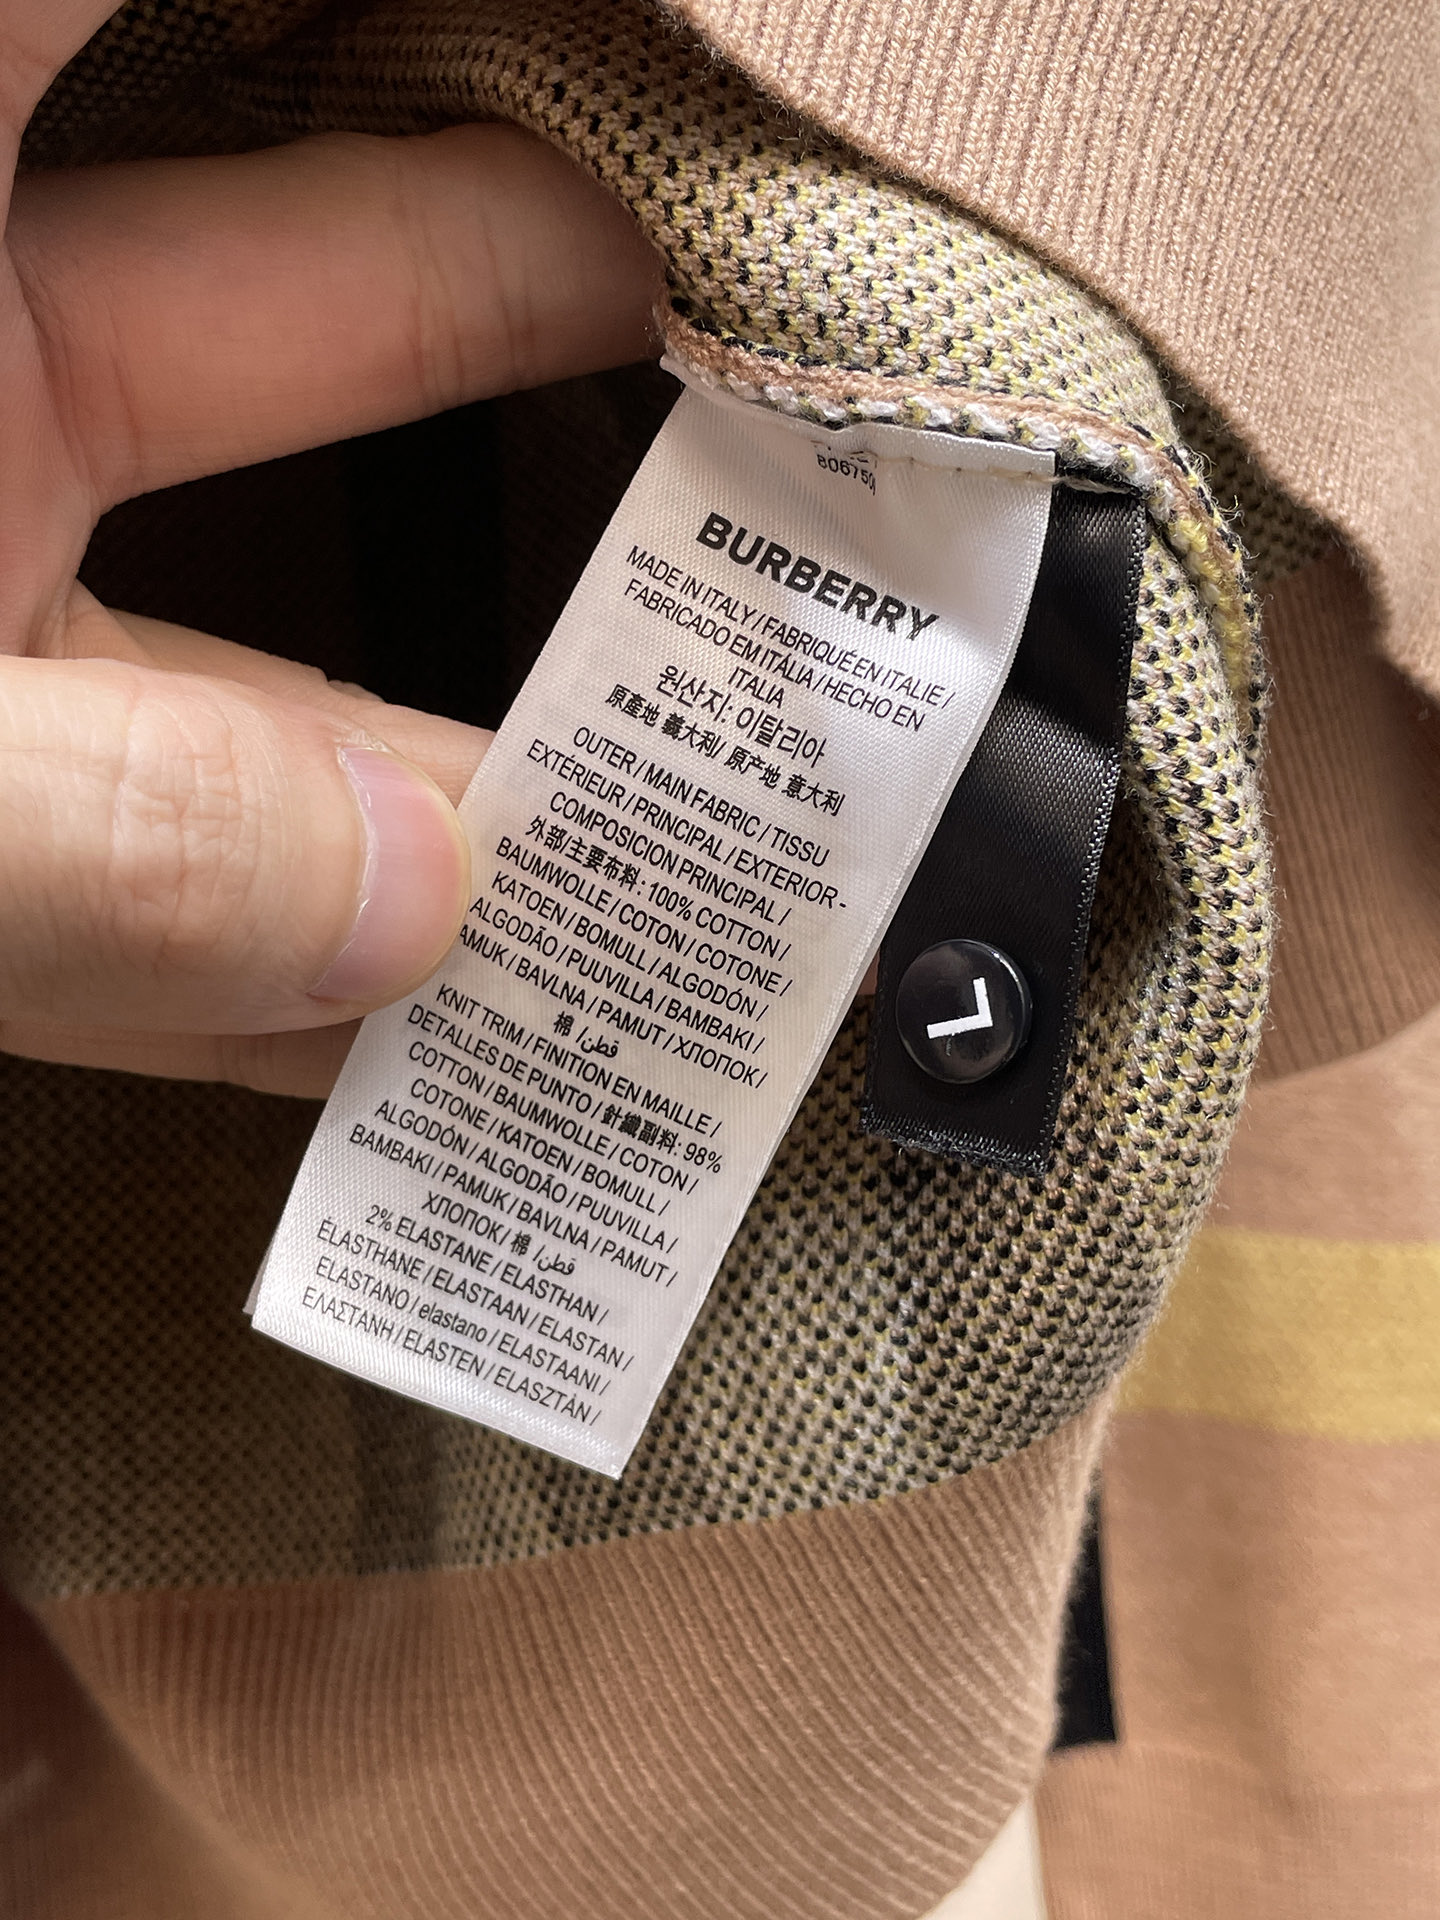 B06750
BURBERRY
MADE IN ITALY / FABRIQUÉ EN ITALIE /
FABRICADO EM ITÁLIA / HECHO EN
ITALIA
원산지: 이탈리아
原產地 義大利/ 原产地 意大利
OUTER / MAIN FABRIC / TISSU
EXTÉRIEUR / PRINCIPAL / EXTERIOR -
COMPOSICION PRINCIPAL /
外部/主要布料: 100% COTTON /
BAUMWOLLE / COTON / COTONE /
KATOEN / BOMULL / ALGODÓN /
ALGODÃO / PUUVILLA / BAMBAKI /
AMUK / BAVLNA / PAMUT / ХЛОПОК /
棉 / قطن
KNIT TRIM / FINITION EN MAILLE /
DETALLES DE PUNTO / 針織副料: 98%
COTTON / BAUMWOLLE / COTON /
COTONE / KATOEN / BOMULL /
ALGODÓN / ALGODÃO / PUUVILLA /
BAMBAKI / PAMUK / BAVLNA / PAMUT /
ХЛОПОК / 棉 / قطن
2% ELASTANE / ELASTHAN /
ÉLASTHANE / ELASTAAN / ELASTAN /
ELASTANO / elastano / ELASTAANI /
ΕΛΑΣΤΑΝΗ / ELASTEN / ELASZTÁN /
L